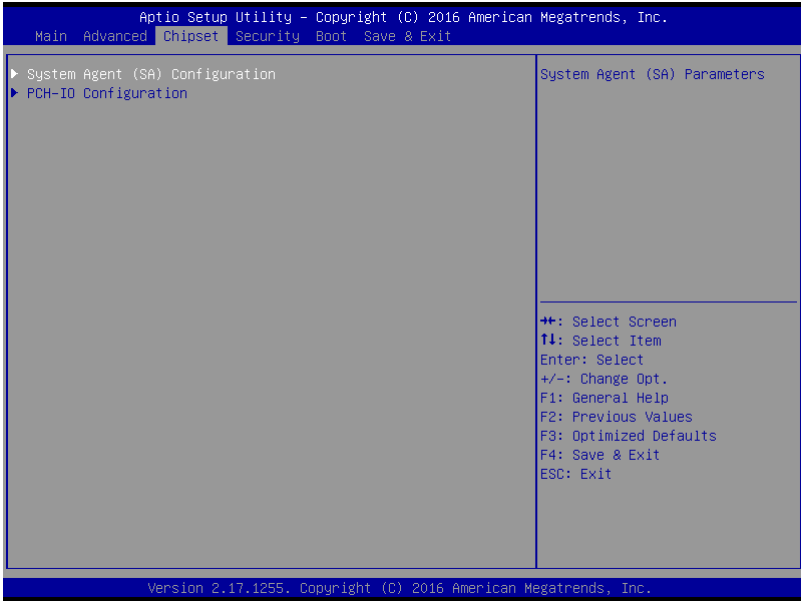 Aptio Setup Utility – Copyright (C) 2016 American Megatrends, Inc.
Main Advanced Chipset Security Boot Save & Exit
System Agent (SA) Configuration
PCH-IO Configuration
System Agent (SA) Parameters
→←: Select Screen
↑↓: Select Item
Enter: Select
+/-: Change Opt.
F1: General Help
F2: Previous Values
F3: Optimized Defaults
F4: Save & Exit
ESC: Exit
Version 2.17.1255. Copyright (C) 2016 American Megatrends, Inc.